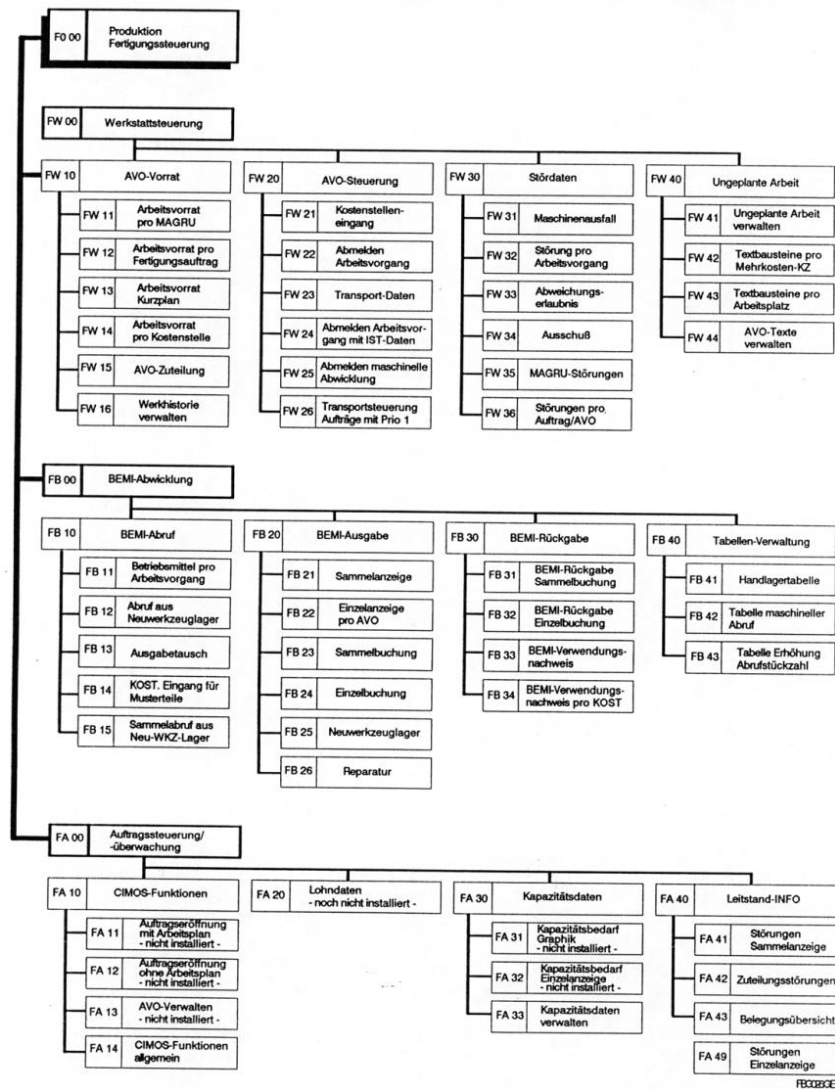 F0 00 Produktion
Fertigungssteuerung
FW 00 Werkstattsteuerung
FW 10 AVO-Vorrat
FW 11 Arbeitsvorrat
pro MAGRU
FW 12 Arbeitsvorrat pro
Fertigungsauftrag
FW 13 Arbeitsvorrat
Kurzplan
FW 14 Arbeitsvorrat
pro Kostenstelle
FW 15 AVO-Zuteilung
FW 16 Werkhistorie
verwalten
FW 20 AVO-Steuerung
FW 21 Kostenstellen-
eingang
FW 22 Abmelden
Arbeitsvorgang
FW 23 Transport-Daten
FW 24 Abmelden Arbeitsvor-
gang mit IST-Daten
FW 25 Abmelden maschinelle
Abwicklung
FW 26 Transportsteuerung
Aufträge mit Prio 1
FW 30 Stördaten
FW 31 Maschinenausfall
FW 32 Störung pro
Arbeitsvorgang
FW 33 Abweichungs-
erlaubnis
FW 34 Ausschuß
FW 35 MAGRU-Störungen
FW 36 Störungen pro
Auftrag/AVO
FW 40 Ungeplante Arbeit
FW 41 Ungeplante Arbeit
verwalten
FW 42 Textbausteine pro
Mehrkosten-KZ
FW 43 Textbausteine pro
Arbeitsplatz
FW 44 AVO-Texte
verwalten
FB 00 BEMI-Abwicklung
FB 10 BEMI-Abruf
FB 11 Betriebsmittel pro
Arbeitsvorgang
FB 12 Abruf aus
Neuwerkzeuglager
FB 13 Ausgabetausch
FB 14 KOST. Eingang für
Musterteile
FB 15 Sammelabruf aus
Neu-WKZ-Lager
FB 20 BEMI-Ausgabe
FB 21 Sammelanzeige
FB 22 Einzelanzeige
pro AVO
FB 23 Sammelbuchung
FB 24 Einzelbuchung
FB 25 Neuwerkzeuglager
FB 26 Reparatur
FB 30 BEMI-Rückgabe
FB 31 BEMI-Rückgabe
Sammelbuchung
FB 32 BEMI-Rückgabe
Einzelbuchung
FB 33 BEMI-Verwendungs-
nachweis
FB 34 BEMI-Verwendungs-
nachweis pro KOST
FB 40 Tabellen-Verwaltung
FB 41 Handlagertabelle
FB 42 Tabelle maschineller
Abruf
FB 43 Tabelle Erhöhung
Abrufstückzahl
FA 00 Auftragssteuerung/
-überwachung
FA 10 CIMOS-Funktionen
FA 11 Auftragseröffnung
mit Arbeitsplan
- nicht installiert -
FA 12 Auftragseröffnung
ohne Arbeitsplan
- nicht installiert -
FA 13 AVO-Verwalten
- nicht installiert -
FA 14 CIMOS-Funktionen
allgemein
FA 20 Lohndaten
- noch nicht installiert -
FA 30 Kapazitätsdaten
FA 31 Kapazitätsbedarf
Graphik
- nicht installiert -
FA 32 Kapazitätsbedarf
Einzelanzeige
- nicht installiert -
FA 33 Kapazitätsdaten
verwalten
FA 40 Leitstand-INFO
FA 41 Störungen
Sammelanzeige
FA 42 Zuteilungsstörungen
FA 43 Belegungsübersicht
FA 49 Störungen
Einzelanzeige